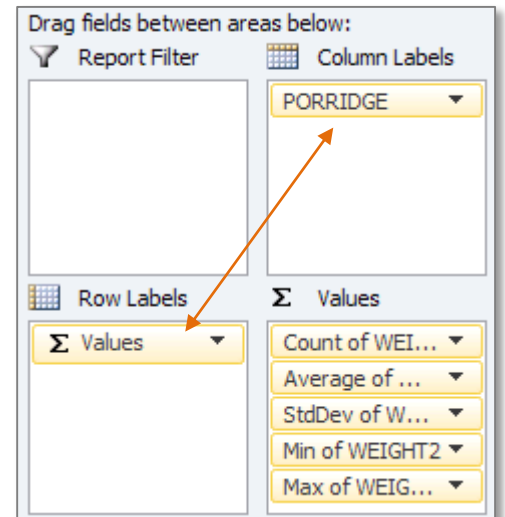 Drag fields between areas below:
Report Filter
Column Labels
PORRIDGE
Row Labels
Σ Values
Σ Values
Count of WEI...
Average of ...
StdDev of W...
Min of WEIGHT2
Max of WEIG...